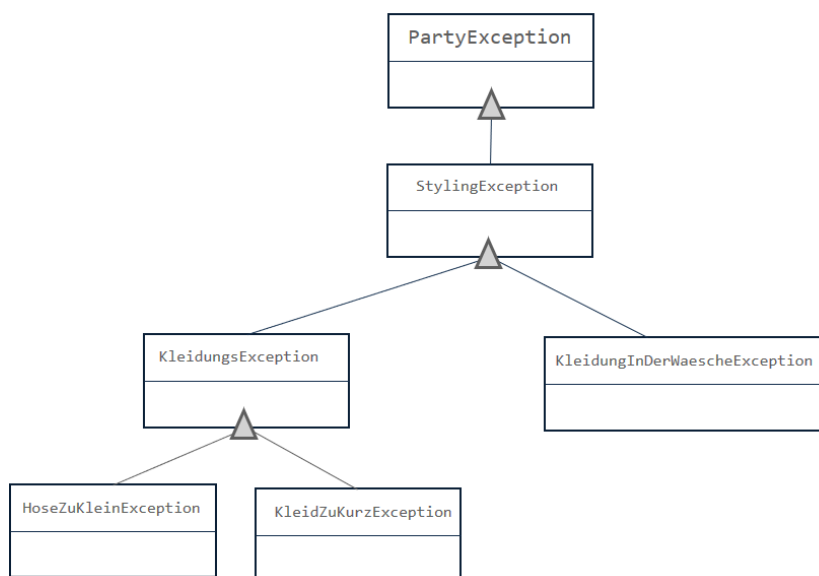 PartyException
StylingException
KleidungsException
KleidungInDerWaescheException
HoseZuKleinException
KleidZuKurzException